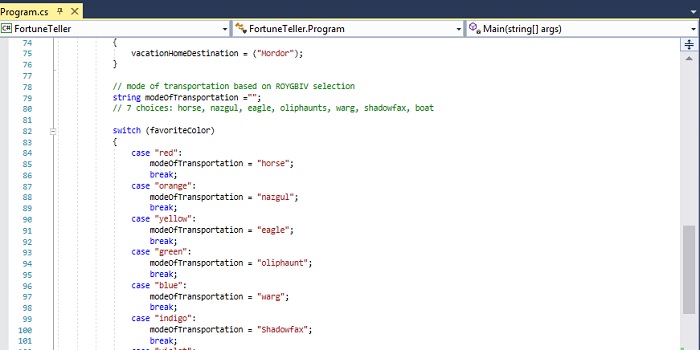 Program.cs
FortuneTeller FortuneTeller.Program Main(string[] args)
74 {
75 vacationHomeDestination = ("Mordor");
76 }
77
78 // mode of transportation based on ROYGBIV selection
79 string modeOfTransportation ="";
80 // 7 choices: horse, nazgul, eagle, oliphaunts, warg, shadowfax, boat
81
82 switch (favoriteColor)
83 {
84 case "red":
85 modeOfTransportation = "horse";
86 break;
87 case "orange":
88 modeOfTransportation = "nazgul";
89 break;
90 case "yellow":
91 modeOfTransportation = "eagle";
92 break;
93 case "green":
94 modeOfTransportation = "oliphaunt";
95 break;
96 case "blue":
97 modeOfTransportation = "warg";
98 break;
99 case "indigo":
100 modeOfTransportation = "Shadowfax";
101 break;
102 case "violet":